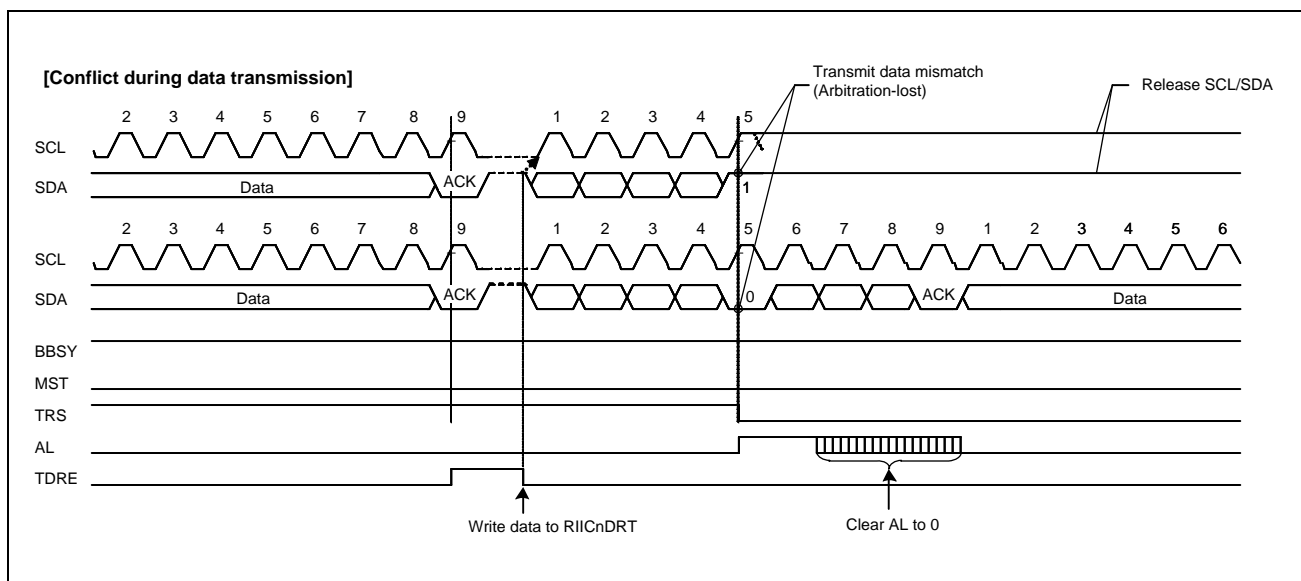 [Conflict during data transmission]
Transmit data mismatch
(Arbitration-lost)
Release SCL/SDA
2 3 4 5 6 7 8 9 1 2 3 4 5
SCL
SDA Data ACK 1
2 3 4 5 6 7 8 9 1 2 3 4 5 6 7 8 9 1 2 3 4 5 6
SCL
SDA Data ACK 0 ACK Data
BBSY
MST
TRS
AL
TDRE
Write data to RIICnDRT Clear AL to 0